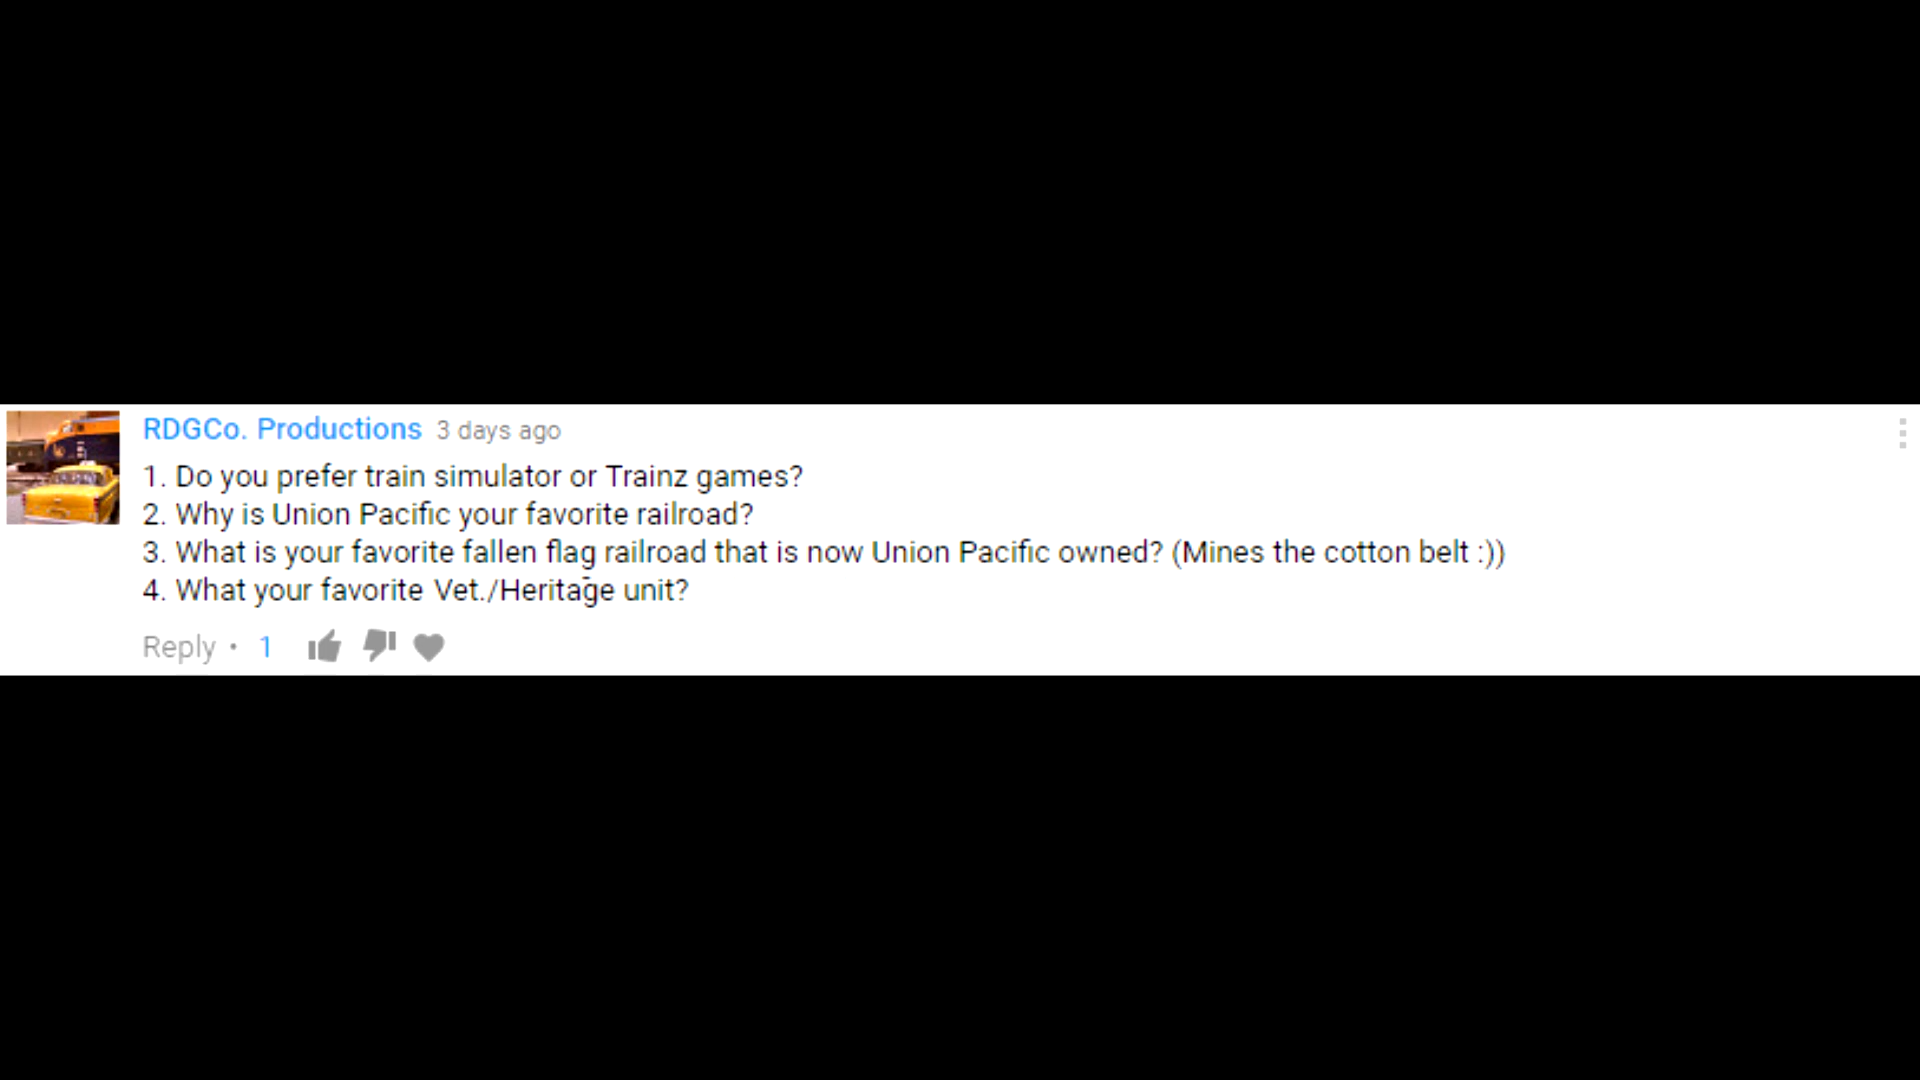 RDGCo. Productions 3 days ago
1. Do you prefer train simulator or Trainz games?
2. Why is Union Pacific your favorite railroad?
3. What is your favorite fallen flag railroad that is now Union Pacific owned? (Mines the cotton belt :))
4. What your favorite Vet./Heritage unit?
Reply • 1